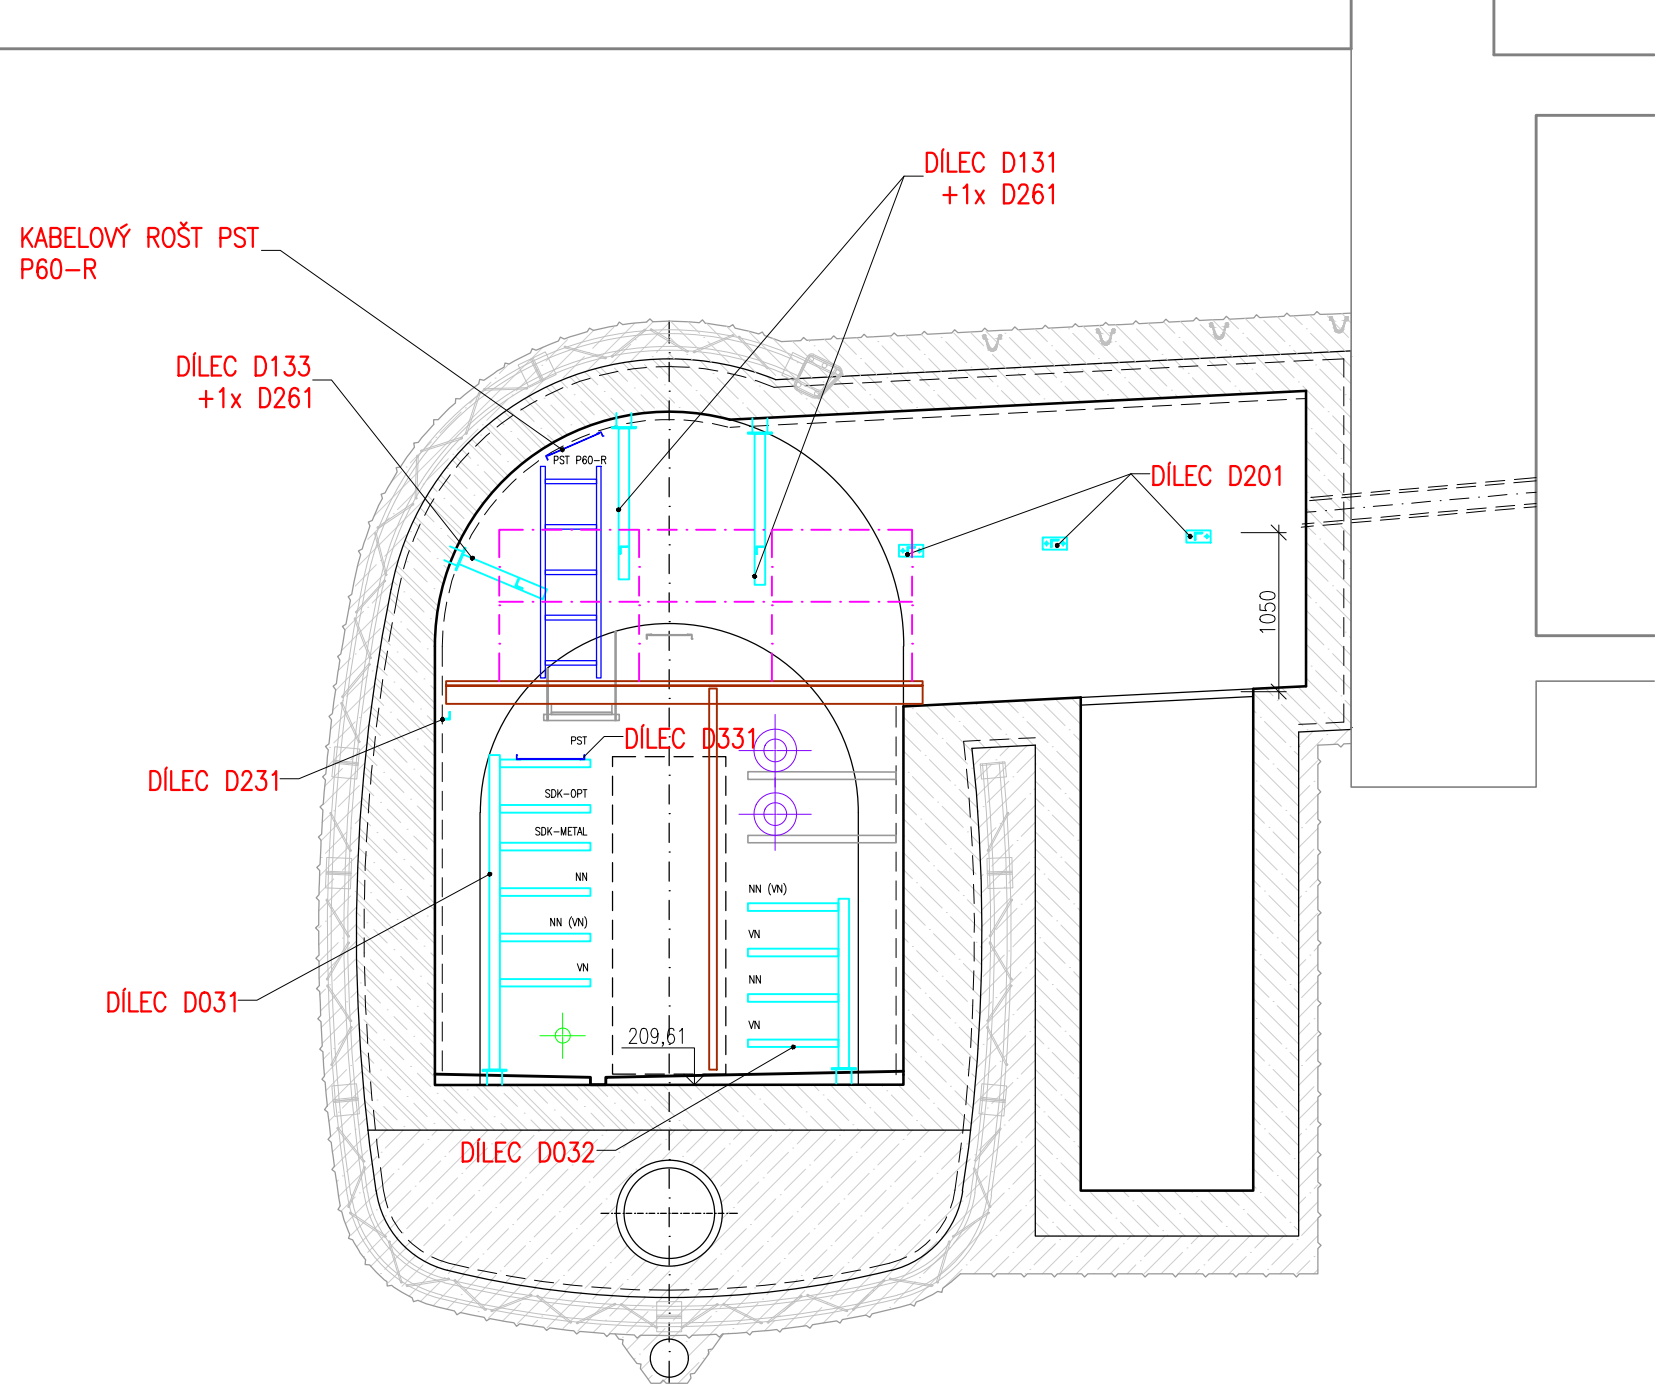 DÍLEC D131
+1x D261
KABELOVÝ ROŠT PST
P60-R
DÍLEC D133
+1x D261
PST P60-R
DÍLEC D201
1050
PST
DÍLEC D331
DÍLEC D231
SDK-OPT
SDK-METAL
NN
NN (VN)
NN (VN)
VN
VN
NN
DÍLEC D031
VN
209,61
DÍLEC D032